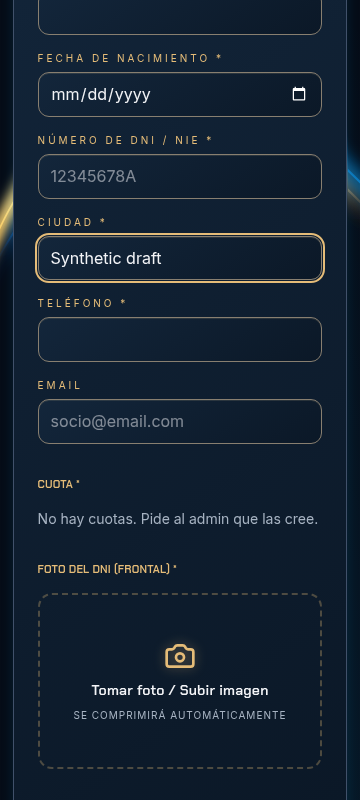 FECHA DE NACIMIENTO *
mm/dd/yyyy
NÚMERO DE DNI / NIE *
12345678A
CIUDAD *
Synthetic draft
TELÉFONO *
EMAIL
socio@email.com
CUOTA *
No hay cuotas. Pide al admin que las cree.
FOTO DEL DNI (FRONTAL) *
Tomar foto / Subir imagen
SE COMPRIMIRÁ AUTOMÁTICAMENTE